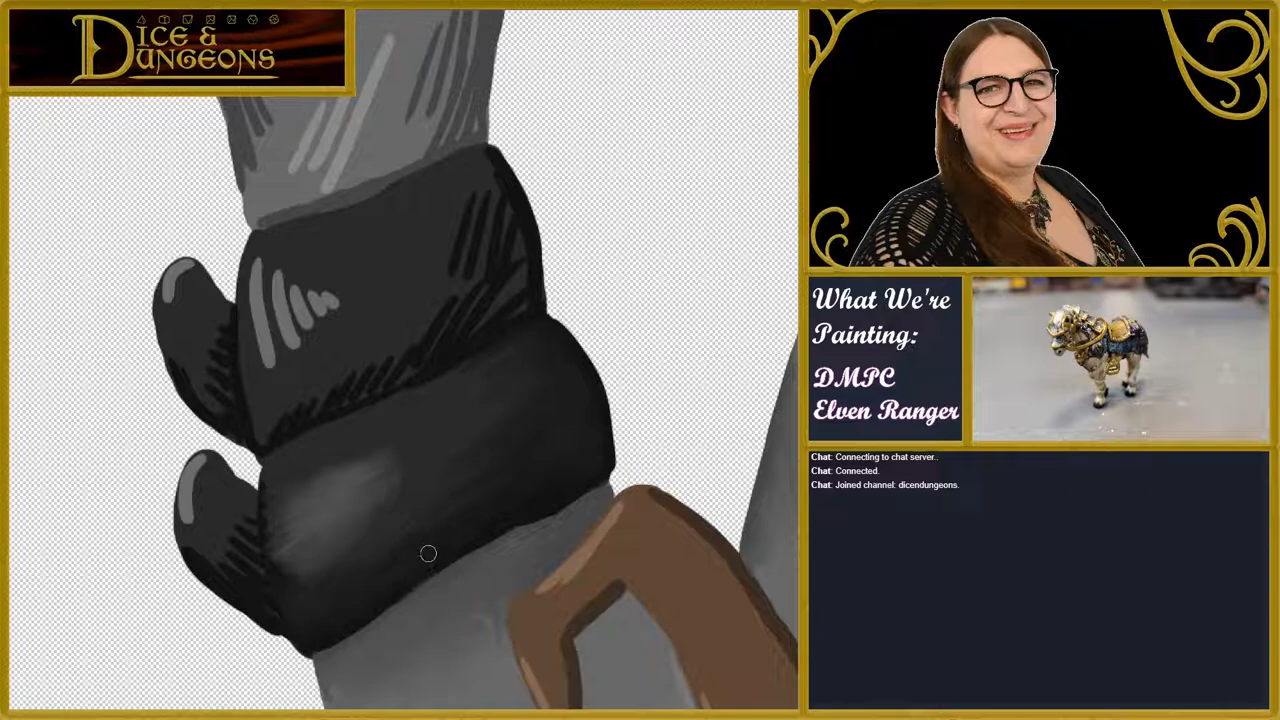 Dice &
Dungeons
What We're
Painting:
DMPC
Elven Ranger
Chat: Connecting to chat server..
Chat: Connected.
Chat: Joined channel: dicendungeons.